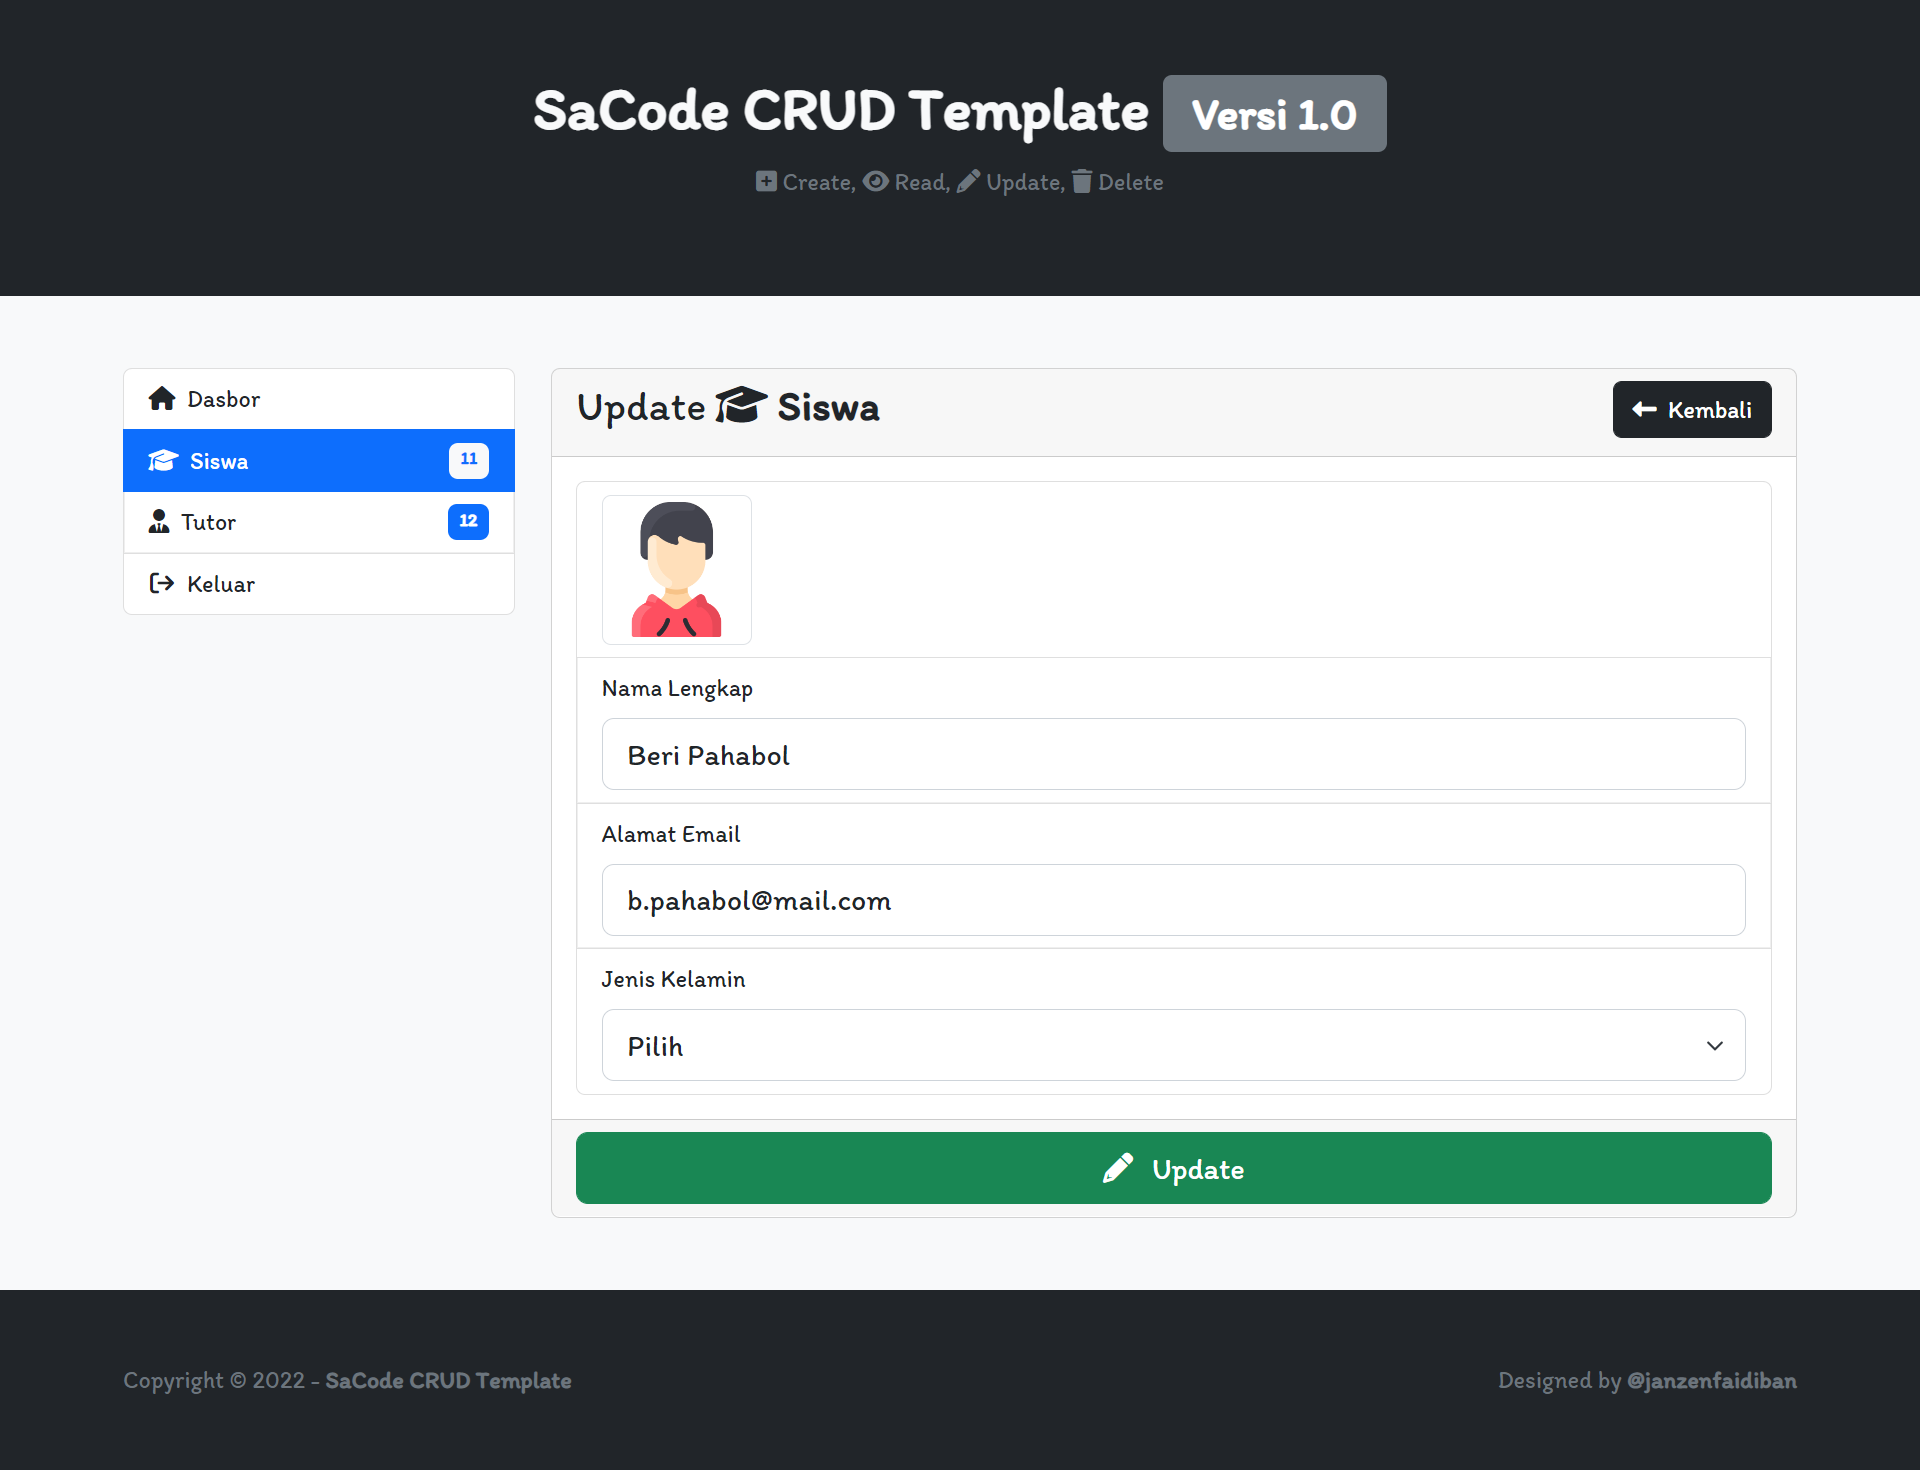 SaCode CRUD Template Versi 1.0
Create, Read, Update, Delete
Dasbor
Siswa 11
Tutor 12
Keluar
Update Siswa
Kembali
Nama Lengkap
Beri Pahabol
Alamat Email
b.pahabol@mail.com
Jenis Kelamin
Pilih
Update
Copyright © 2022 - SaCode CRUD Template
Designed by @janzenfaidiban